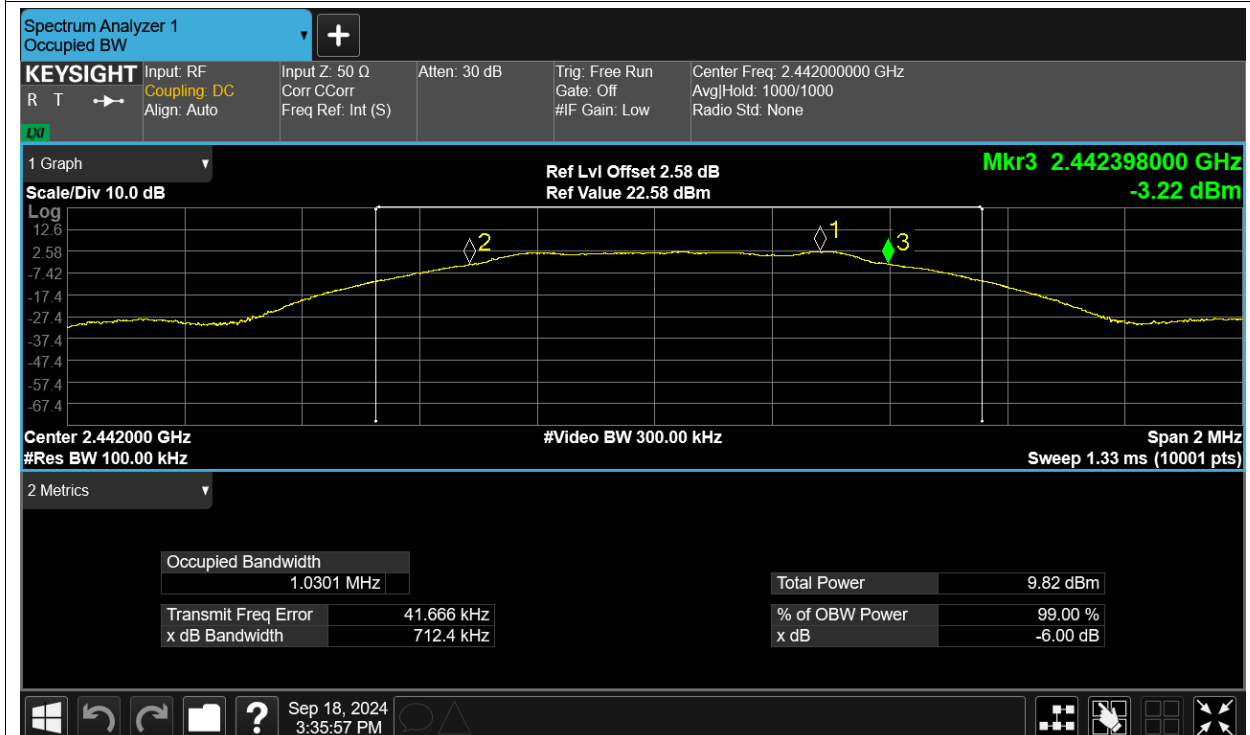 Spectrum Analyzer 1
Occupied BW
▼
+
KEYSIGHT
R T
LXI
Input: RF
Coupling: DC
Align: Auto
Input Z: 50 Ω
Corr CCorr
Freq Ref: Int (S)
Atten: 30 dB
Trig: Free Run
Gate: Off
#IF Gain: Low
Center Freq: 2.442000000 GHz
Avg|Hold: 1000/1000
Radio Std: None
1 Graph ▼
Scale/Div 10.0 dB
Ref Lvl Offset 2.58 dB
Ref Value 22.58 dBm
Mkr3 2.442398000 GHz
-3.22 dBm
Log
12.6
2.58
-7.42
-17.4
-27.4
-37.4
-47.4
-57.4
-67.4
2
1
3
Center 2.442000 GHz
#Res BW 100.00 kHz
#Video BW 300.00 kHz
Span 2 MHz
Sweep 1.33 ms (10001 pts)
2 Metrics ▼
Occupied Bandwidth
1.0301 MHz
Transmit Freq Error 41.666 kHz
x dB Bandwidth 712.4 kHz
Total Power 9.82 dBm
% of OBW Power 99.00 %
x dB -6.00 dB
?
Sep 18, 2024
3:35:57 PM